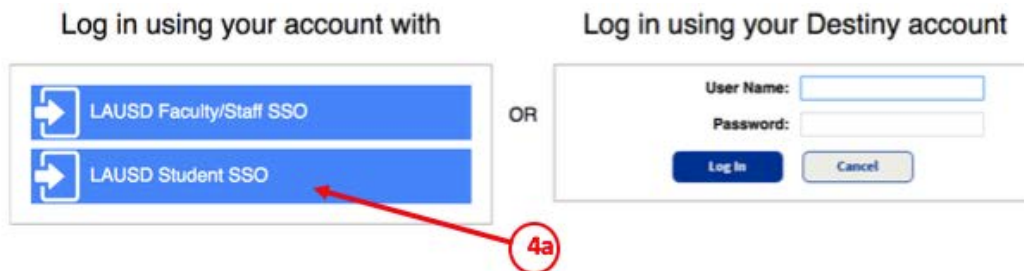 Log in using your account with
LAUSD Faculty/Staff SSO
LAUSD Student SSO
OR
Log in using your Destiny account
User Name:
Password:
Log In Cancel
4a